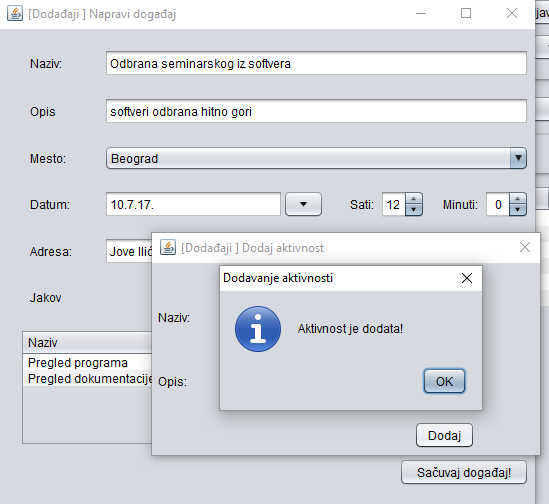 [Dodađaji ] Napravi događaj
Naziv: Odbrana seminarskog iz softvera
Opis softveri odbrana hitno gori
Mesto: Beograd
Datum: 10.7.17. Sati: 12 Minuti: 0
Adresa: Jove Ilić
[Dodađaji ] Dodaj aktivnost
Dodavanje aktivnosti
Jakov
Naziv:
Aktivnost je dodata!
Naziv
Pregled programa
Pregled dokumentacije
Opis:
OK
Dodaj
Sačuvaj događaj!